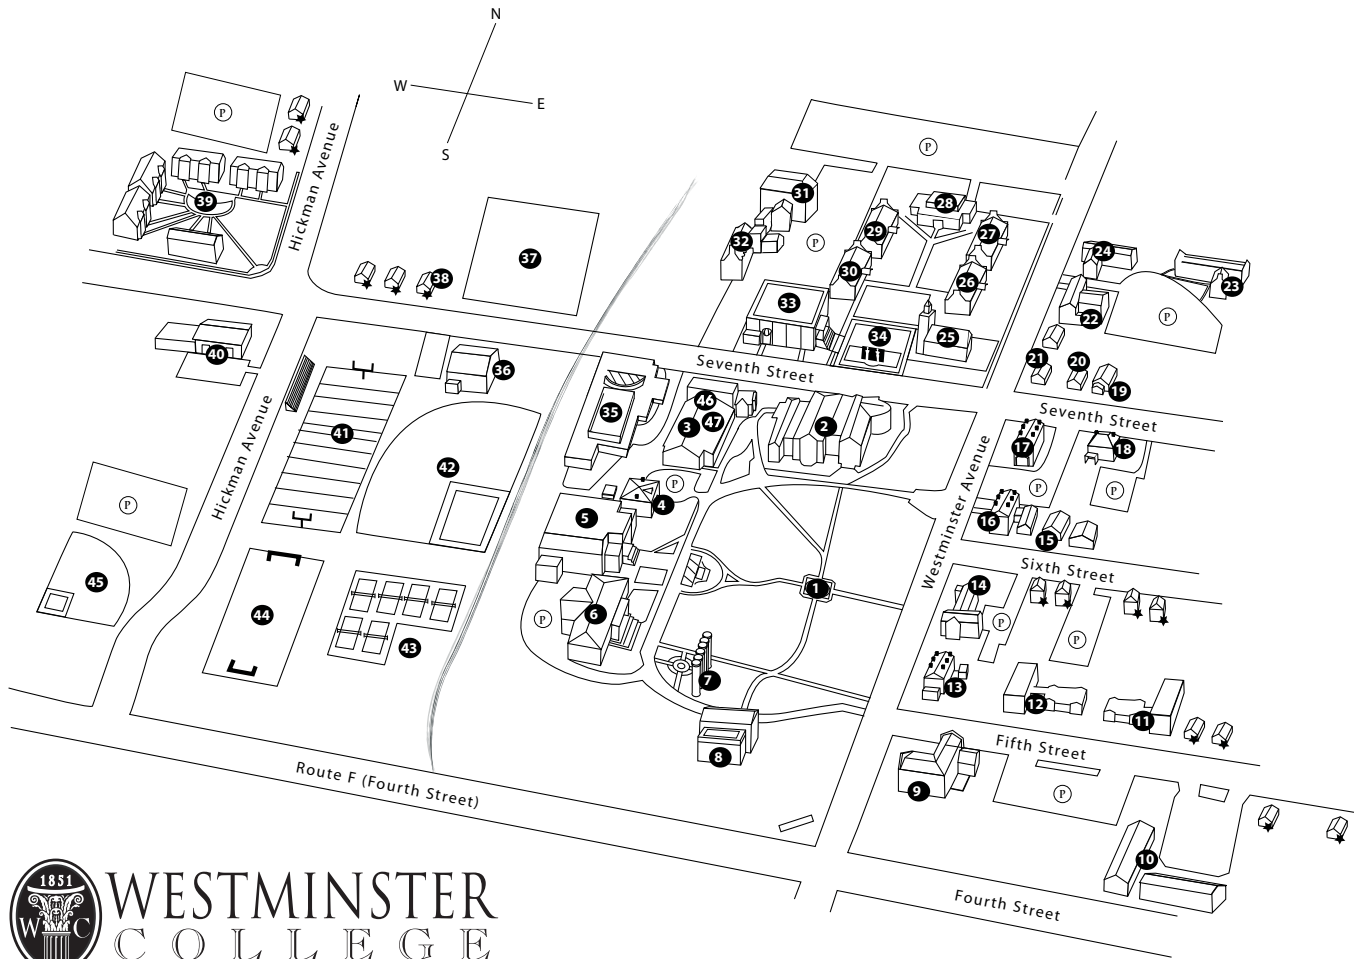 N
W
E
S
P
P
31
28
39
Hickman Avenue
29
27
32
P
24
37
30
26
23
38
33
22
P
40
34
25
Seventh Street
21
20
19
36
35
46
3
47
2
Seventh Street
41
17
18
42
4
P
P
P
Hickman Avenue
5
16
15
Westminster Avenue
P
Sixth Street
45
1
14
44
6
P
P
P
43
7
13
12
11
8
Fifth Street
9
P
Route F (Fourth Street)
10
Fourth Street
1851
W C
WESTMINSTER
COLLEGE